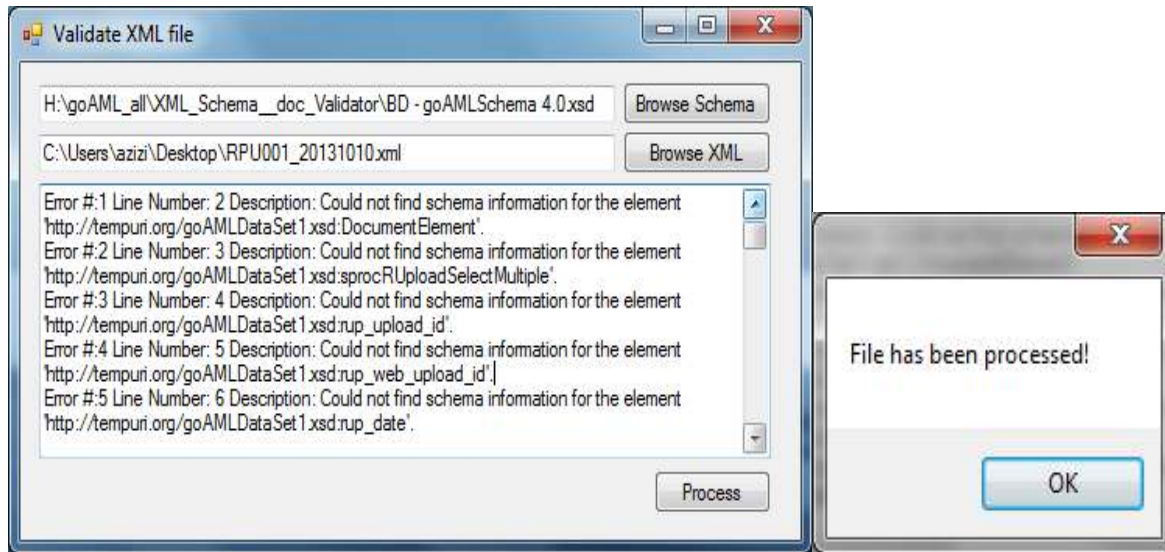 Validate XML file
H:\goAML_all\XML_Schema__doc_Validator\BD - goAMLSchema 4.0.xsd
Browse Schema
C:\Users\azizi\Desktop\RPU001_20131010.xml
Browse XML
Error #:1 Line Number: 2 Description: Could not find schema information for the element
'http://tempuri.org/goAMLDataSet1.xsd:DocumentElement'.
Error #:2 Line Number: 3 Description: Could not find schema information for the element
'http://tempuri.org/goAMLDataSet1.xsd:sprocRUploadSelectMultiple'.
Error #:3 Line Number: 4 Description: Could not find schema information for the element
'http://tempuri.org/goAMLDataSet1.xsd:rup_upload_id'.
Error #:4 Line Number: 5 Description: Could not find schema information for the element
'http://tempuri.org/goAMLDataSet1.xsd:rup_web_upload_id'.
Error #:5 Line Number: 6 Description: Could not find schema information for the element
'http://tempuri.org/goAMLDataSet1.xsd:rup_date'.
Process
File has been processed!
OK